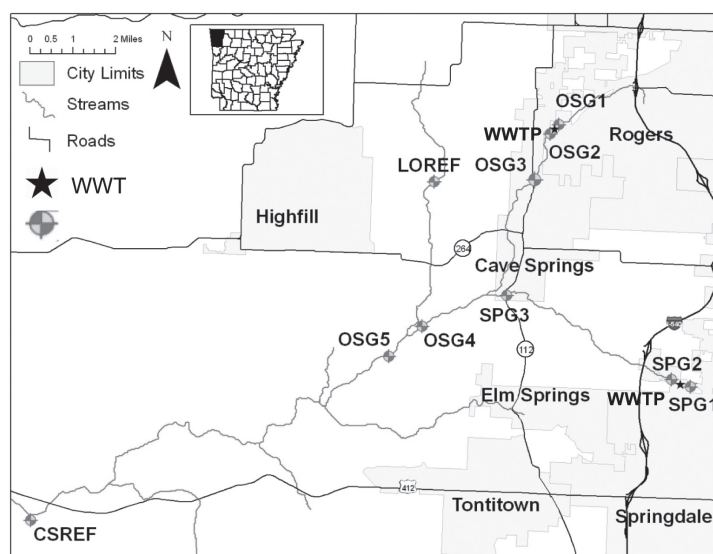 0 0.5 1 2 Miles
N
City Limits
Streams
Roads
WWT
OSG1
WWTP
Rogers
OSG2
OSG3
LOREF
Highfill
264
Cave Springs
SPG3
OSG4
OSG5
112
SPG2
WWTP
SPG1
Elm Springs
412
Tontitown
Springdale
CSREF